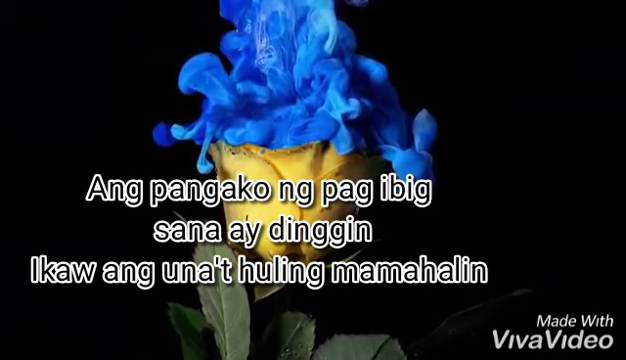 Ang pangako ng pag ibig
sana ay dinggin
Ikaw ang una't huling mamahalin
Made With
VivaVideo